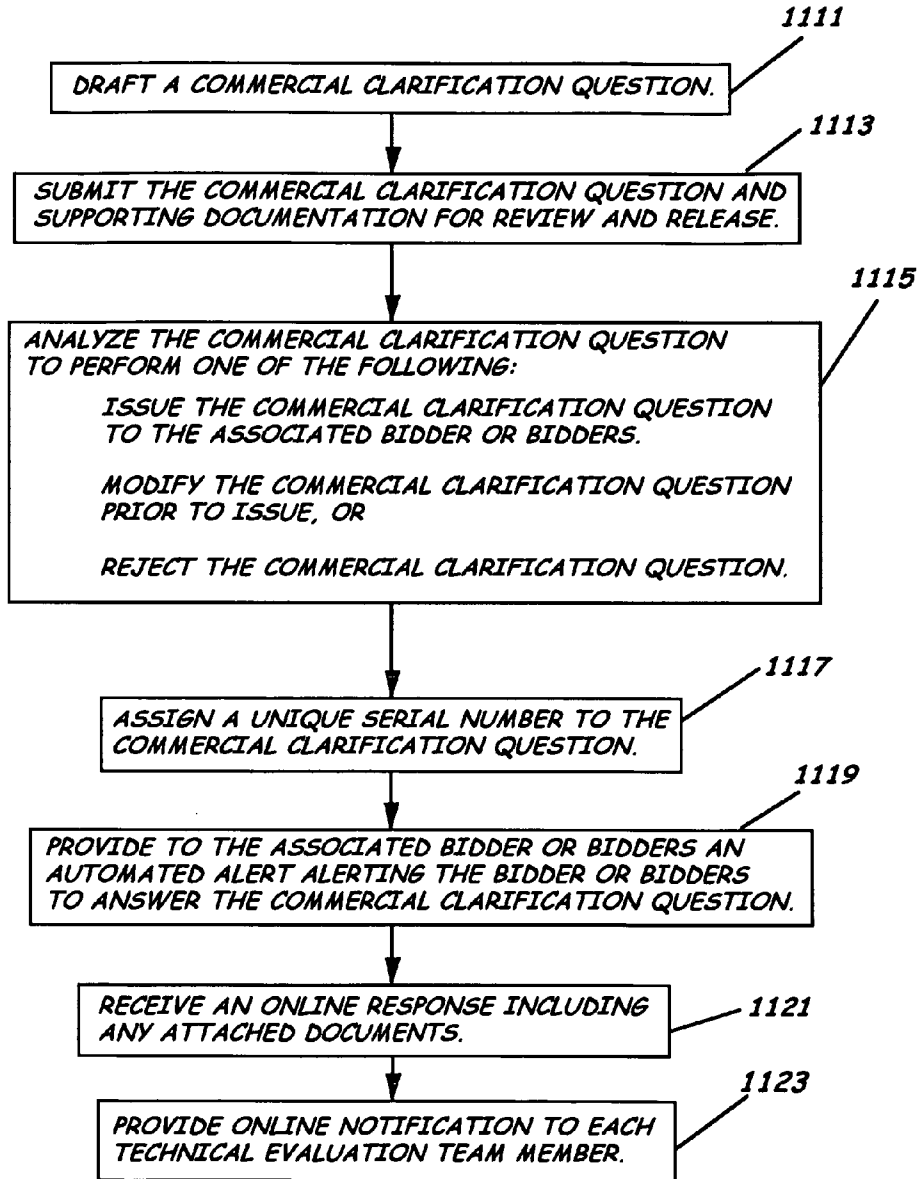 1111
DRAFT A COMMERCIAL CLARIFICATION QUESTION.
1113
SUBMIT THE COMMERCIAL CLARIFICATION QUESTION AND
SUPPORTING DOCUMENTATION FOR REVIEW AND RELEASE.
1115
ANALYZE THE COMMERCIAL CLARIFICATION QUESTION
TO PERFORM ONE OF THE FOLLOWING:
ISSUE THE COMMERCIAL CLARIFICATION QUESTION
TO THE ASSOCIATED BIDDER OR BIDDERS.
MODIFY THE COMMERCIAL CLARIFICATION QUESTION
PRIOR TO ISSUE, OR
REJECT THE COMMERCIAL CLARIFICATION QUESTION.
1117
ASSIGN A UNIQUE SERIAL NUMBER TO THE
COMMERCIAL CLARIFICATION QUESTION.
1119
PROVIDE TO THE ASSOCIATED BIDDER OR BIDDERS AN
AUTOMATED ALERT ALERTING THE BIDDER OR BIDDERS
TO ANSWER THE COMMERCIAL CLARIFICATION QUESTION.
RECEIVE AN ONLINE RESPONSE INCLUDING
ANY ATTACHED DOCUMENTS.
1121
1123
PROVIDE ONLINE NOTIFICATION TO EACH
TECHNICAL EVALUATION TEAM MEMBER.